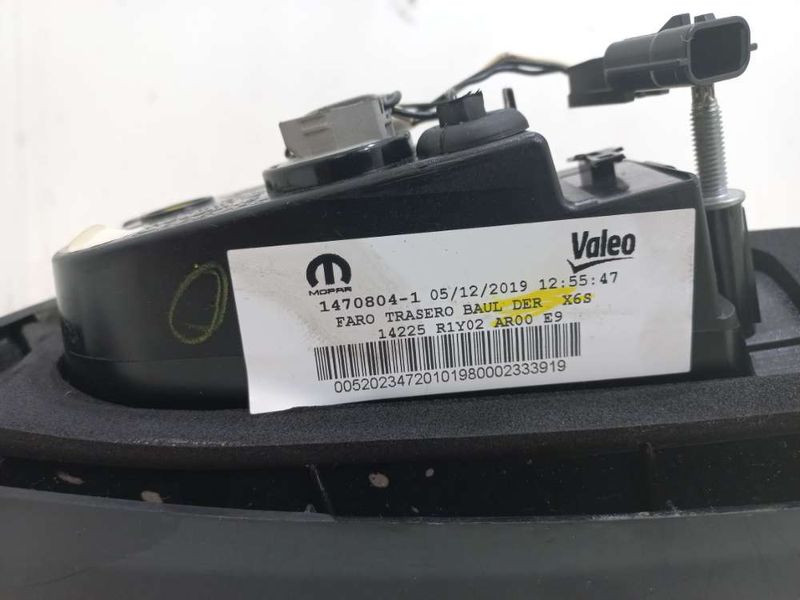 MOPAR
Valeo
1470804-1 05/12/2019 12:55:47
FARO TRASERO BAUL DER X6S
14225 R1Y02 AR00 E9
00520234720101980002333919